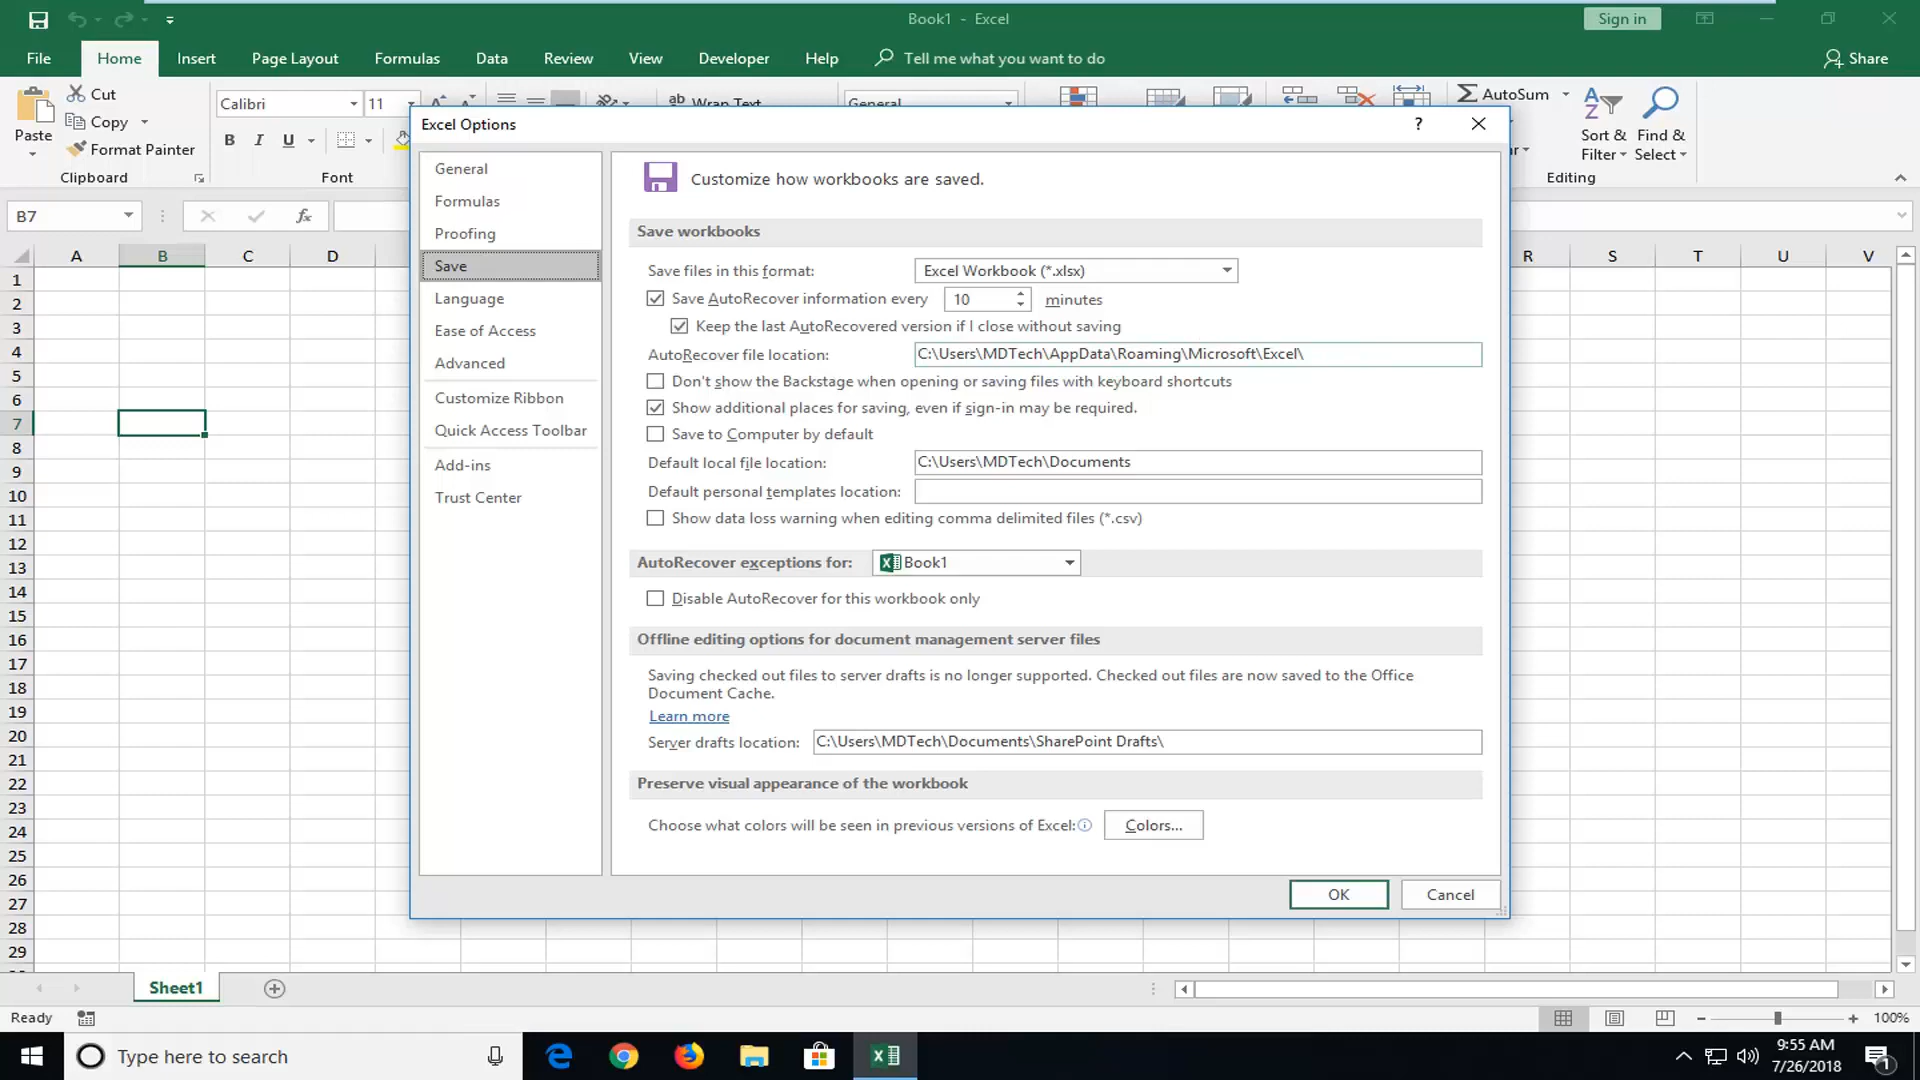 Book1 - Excel
Sign in
File Home Insert Page Layout Formulas Data Review View Developer Help Tell me what you want to do Share
Paste
Cut
Copy
Format Painter
Clipboard
Calibri 11
B I U
Font
Wrap Text
General
AutoSum
Sort & Filter
Find & Select
Editing
B7
fx
A B C D R S T U V
1
2
3
4
5
6
7
8
9
10
11
12
13
14
15
16
17
18
19
20
21
22
23
24
25
26
27
28
29
Excel Options
? 
General
Formulas
Proofing
Save
Language
Ease of Access
Advanced
Customize Ribbon
Quick Access Toolbar
Add-ins
Trust Center
Customize how workbooks are saved.
Save workbooks
Save files in this format: Excel Workbook (*.xlsx)
Save AutoRecover information every 10 minutes
Keep the last AutoRecovered version if I close without saving
AutoRecover file location: C:\Users\MDTech\AppData\Roaming\Microsoft\Excel\
Don't show the Backstage when opening or saving files with keyboard shortcuts
Show additional places for saving, even if sign-in may be required.
Save to Computer by default
Default local file location: C:\Users\MDTech\Documents
Default personal templates location:
Show data loss warning when editing comma delimited files (*.csv)
AutoRecover exceptions for: Book1
Disable AutoRecover for this workbook only
Offline editing options for document management server files
Saving checked out files to server drafts is no longer supported. Checked out files are now saved to the Office
Document Cache.
Learn more
Server drafts location: C:\Users\MDTech\Documents\SharePoint Drafts\
Preserve visual appearance of the workbook
Choose what colors will be seen in previous versions of Excel: Colors...
OK Cancel
Sheet1
Ready 100%
Type here to search
9:55 AM
7/26/2018
1